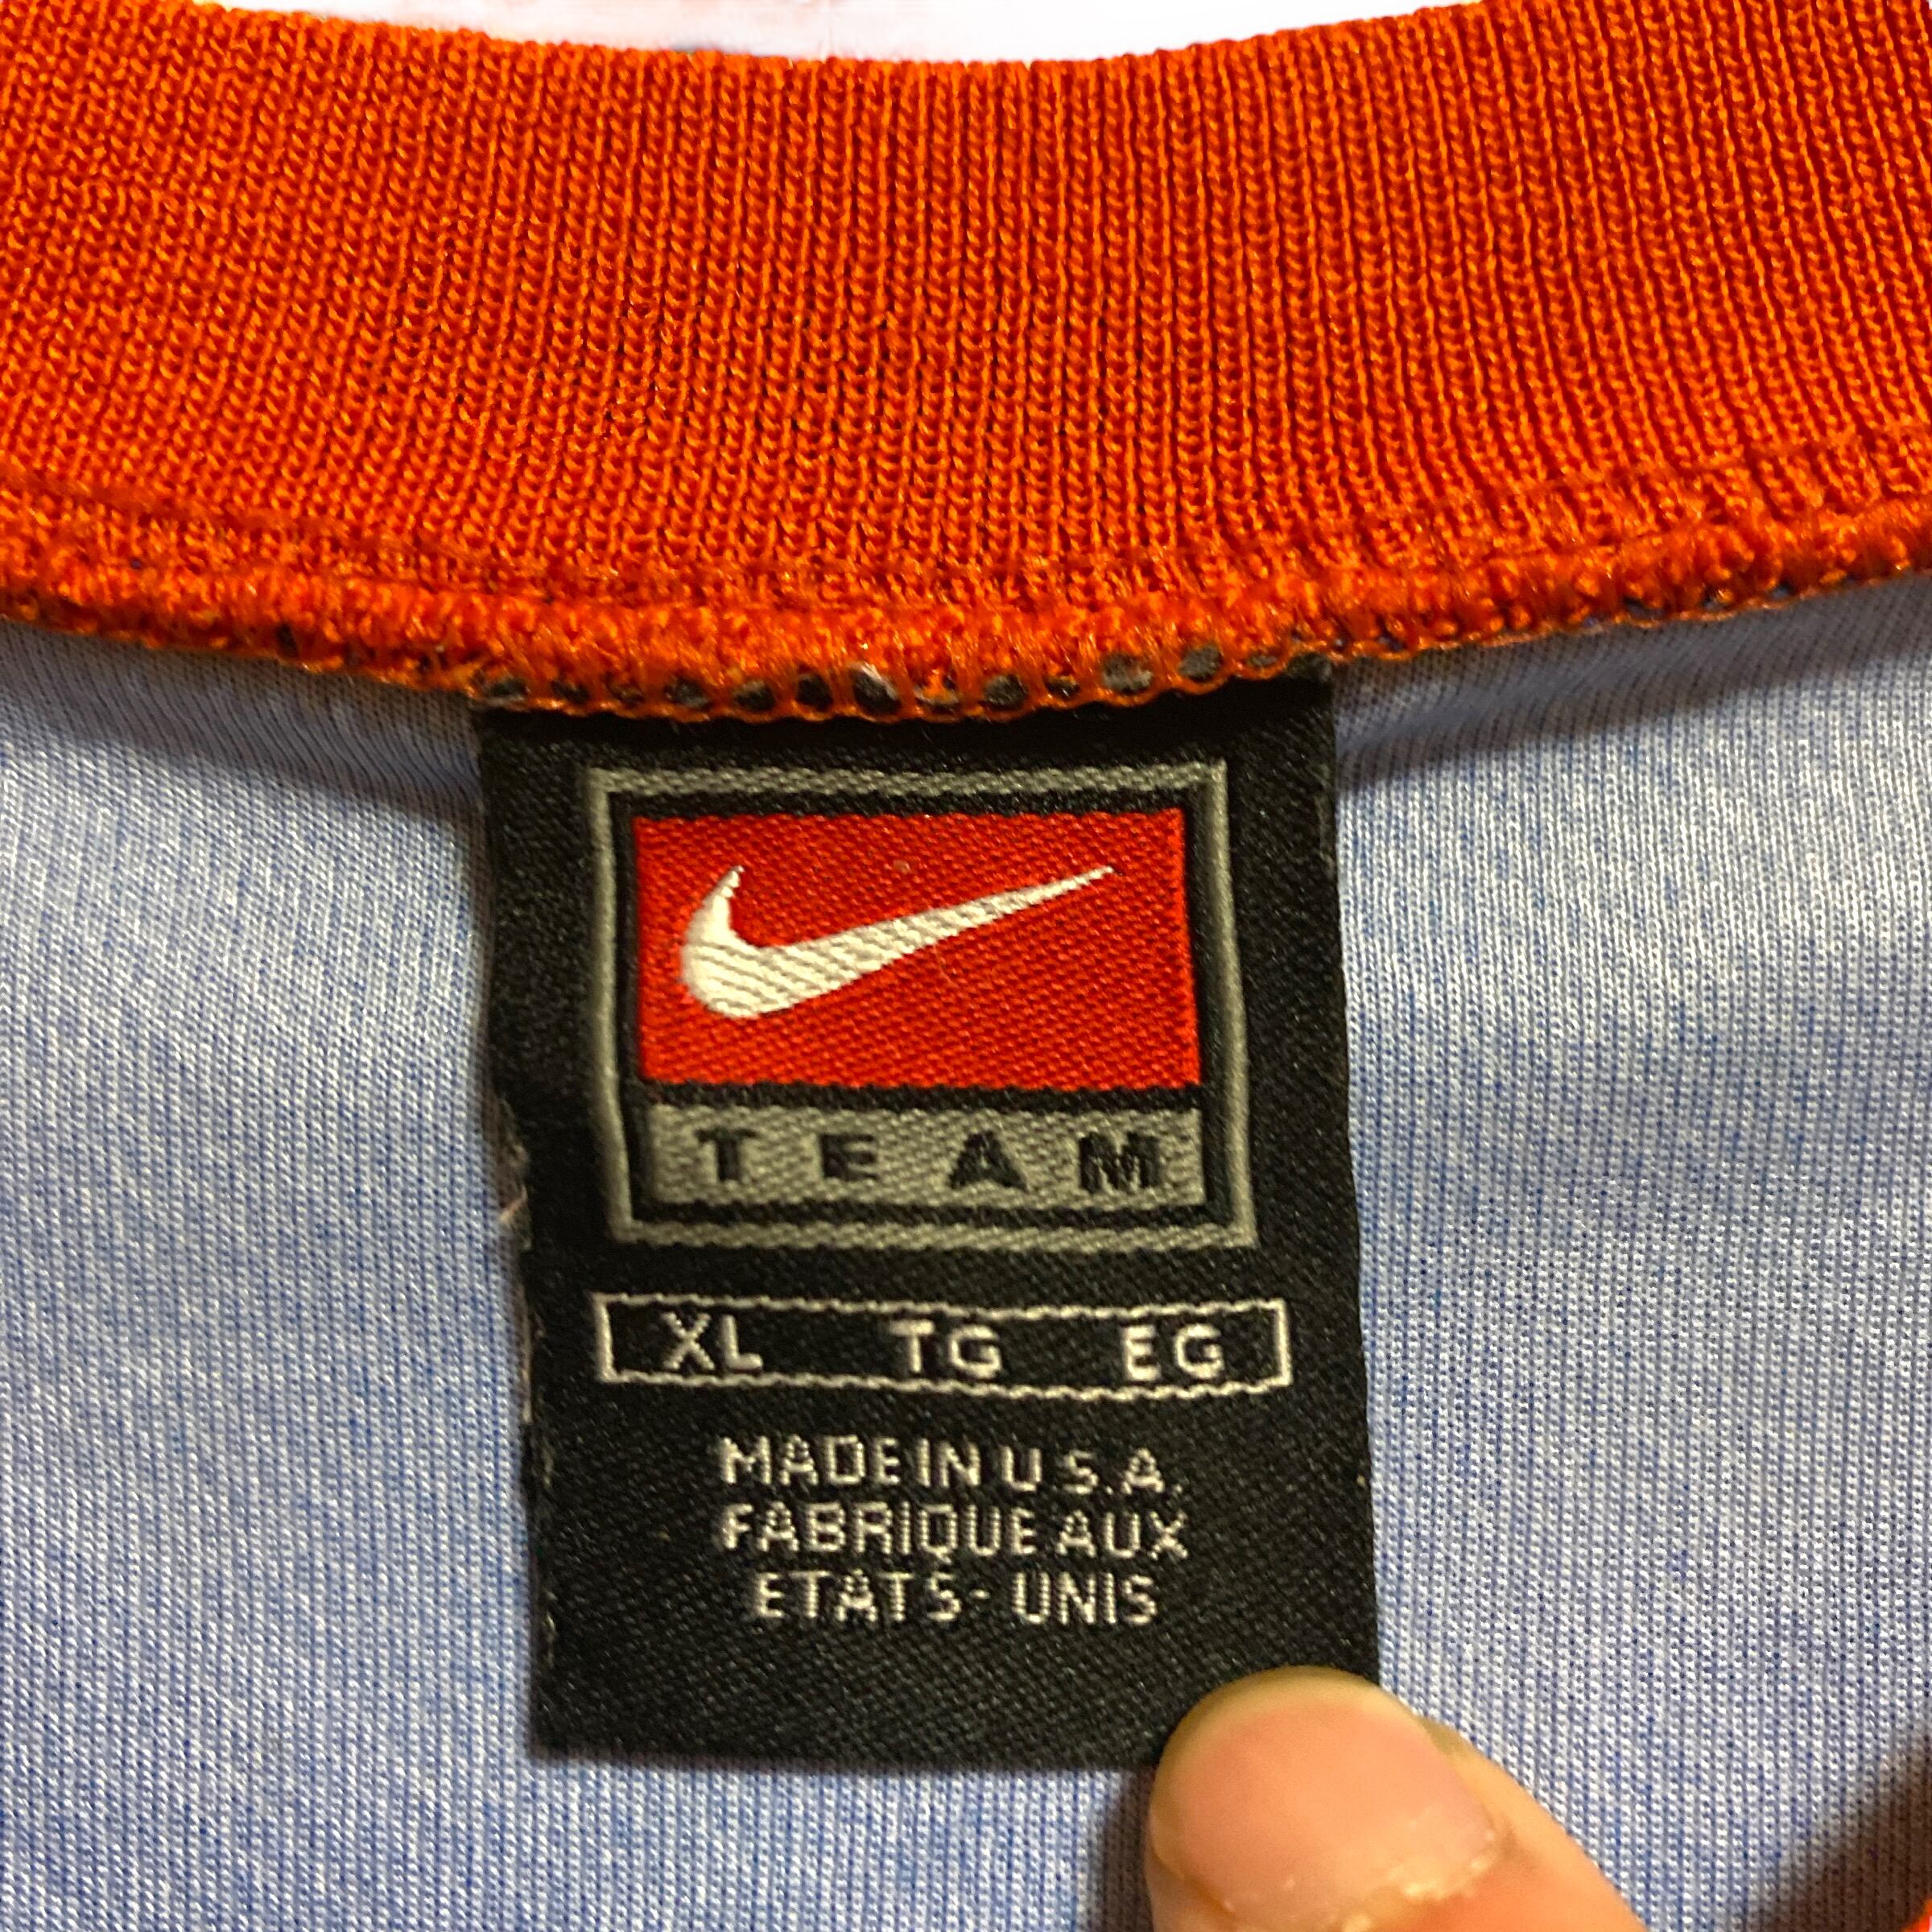 TEAM
XL TG EG
MADE IN U.S.A.
FABRIQUE AUX
ETATS-UNIS